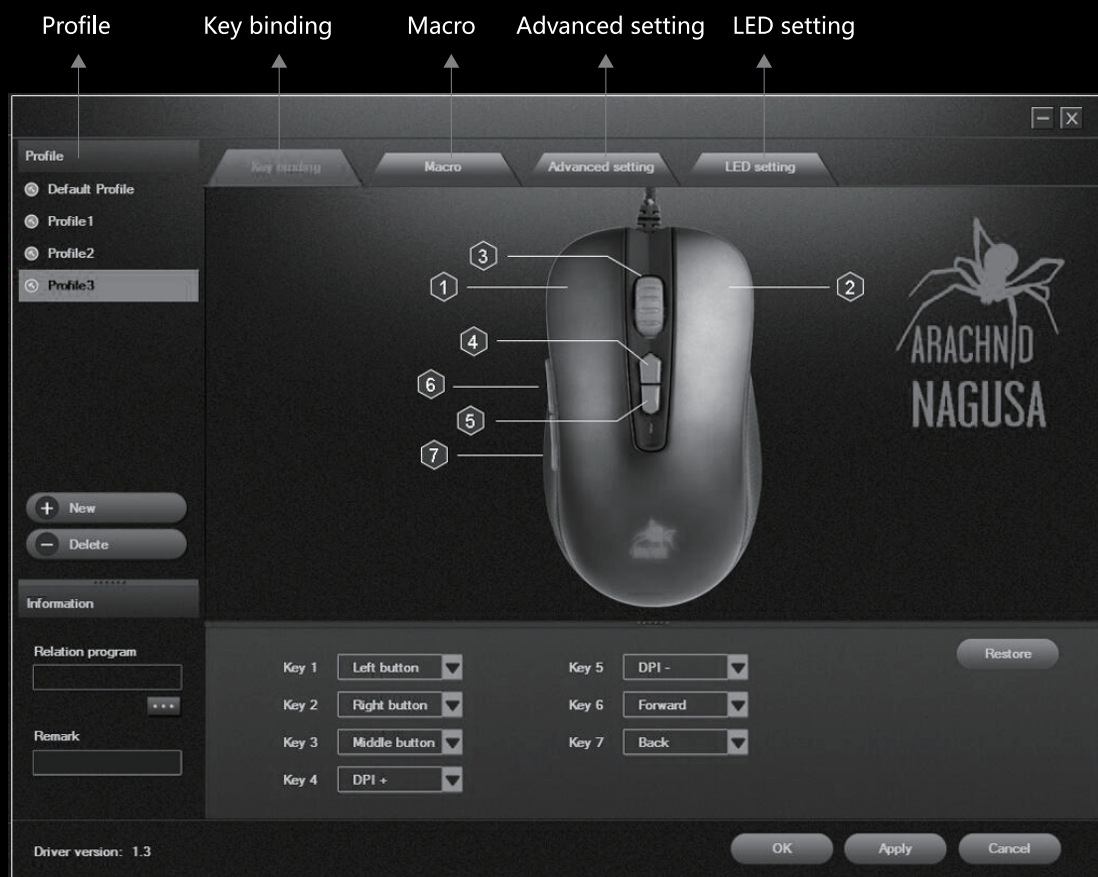 Profile Key binding Macro Advanced setting LED setting
Profile
Key binding Macro Advanced setting LED setting
Default Profile
Profile1
Profile2
Profile3
3
1
2
4
6
5
7
ARACHNID
NAGUSA
New
Delete
Information
Relation program
...
Remark
Key 1 Left button
Key 2 Right button
Key 3 Middle button
Key 4 DPI +
Key 5 DPI -
Key 6 Forward
Key 7 Back
Restore
Driver version: 1.3
OK Apply Cancel